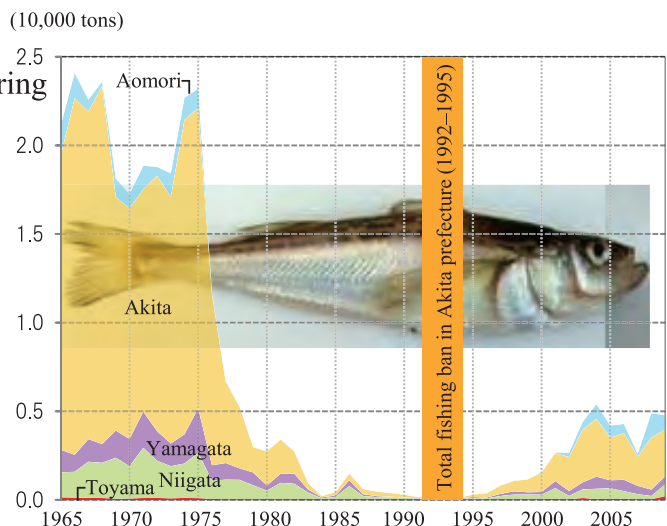 (10,000 tons)
2.5
ring
Aomori
2.0
Total fishing ban in Akita prefecture (1992–1995)
1.5
Akita
1.0
0.5
Yamagata
Toyama
Niigata
0.0
1965 1970 1975 1980 1985 1990 1995 2000 2005